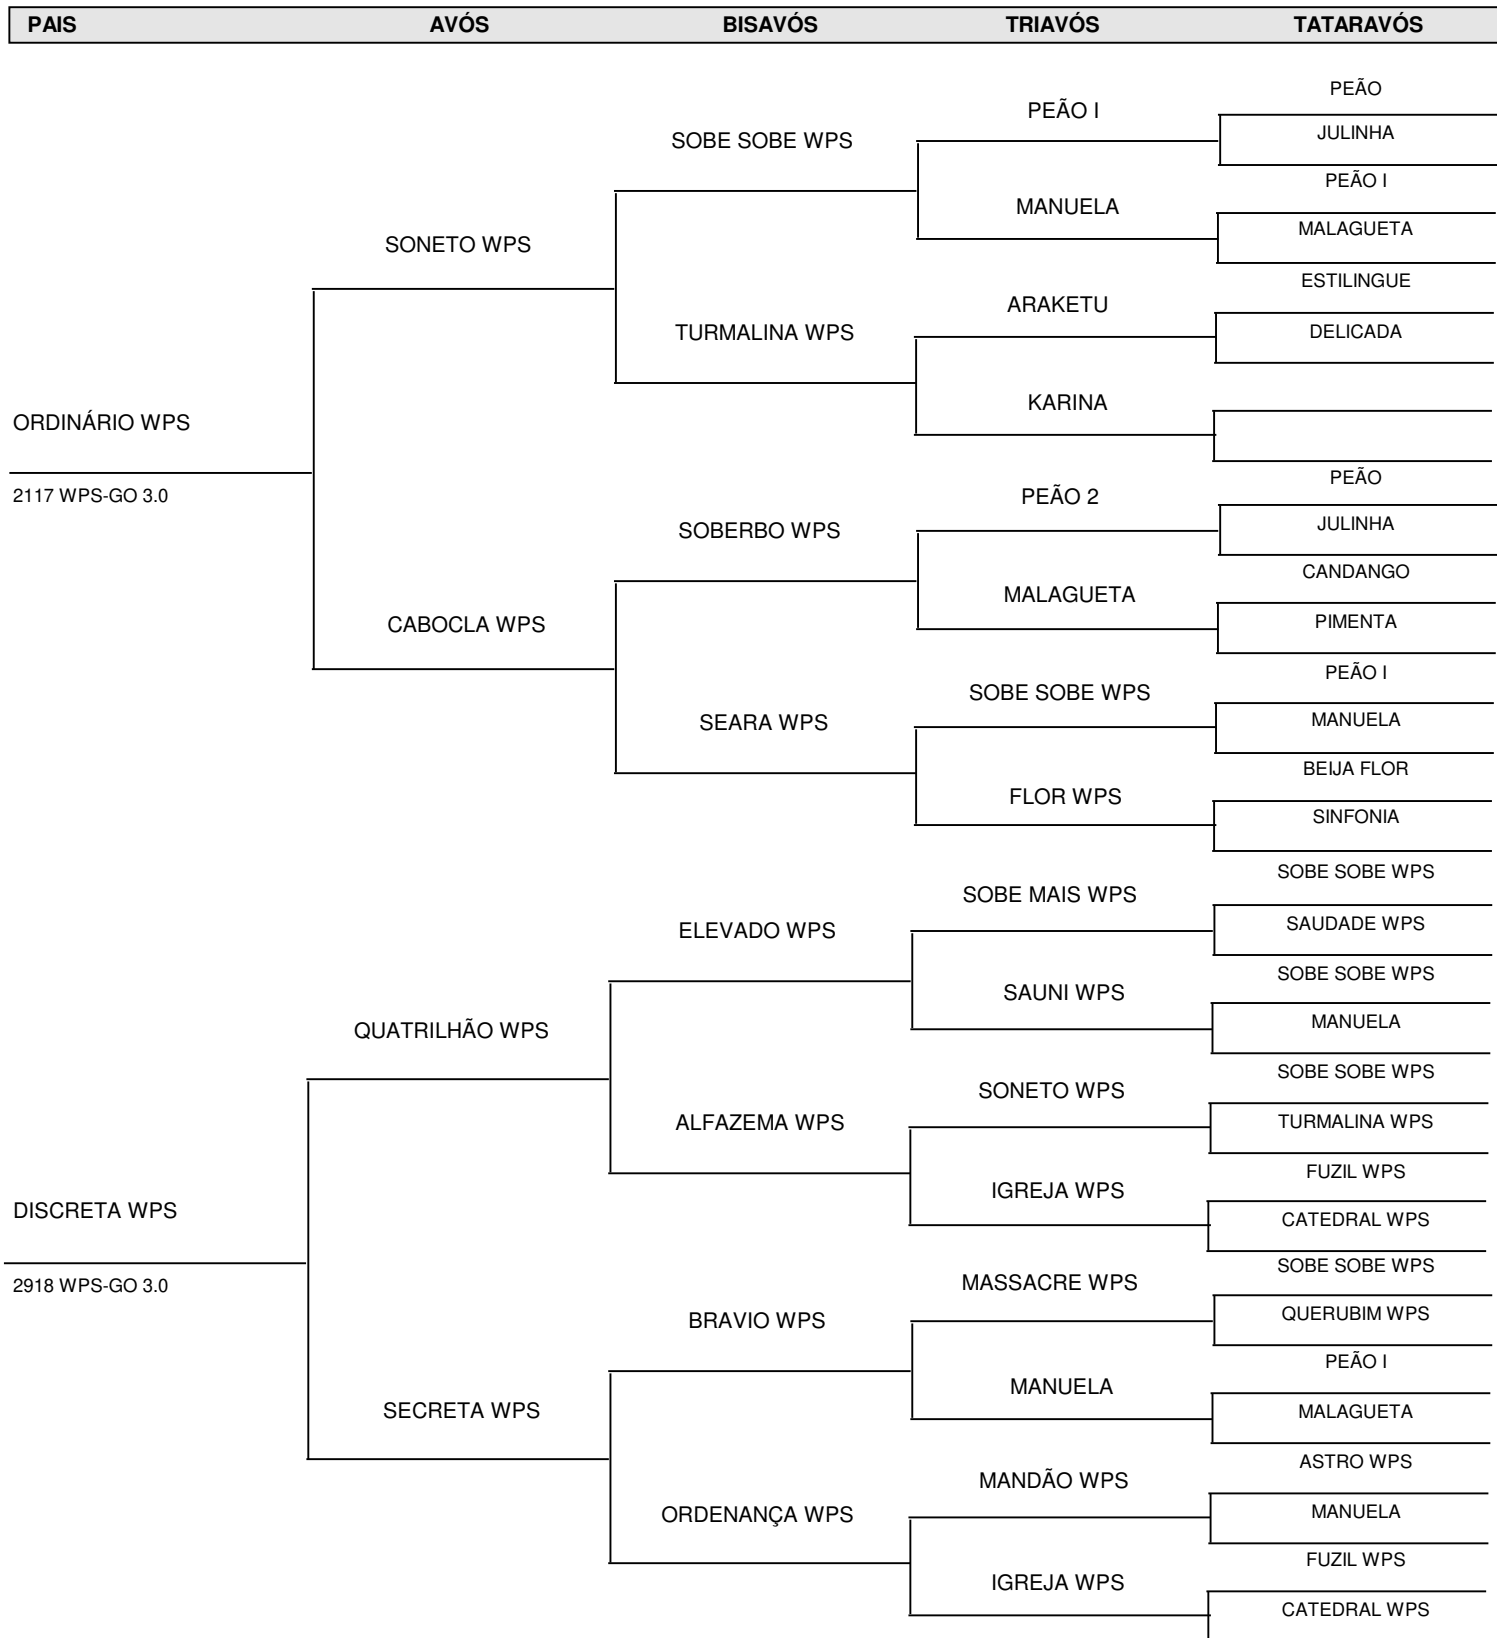 PAIS AVÓS BISAVÓS TRIAVÓS TATARAVÓS
PEÃO
PEÃO I
JULINHA
SOBE SOBE WPS
PEÃO I
MANUELA
MALAGUETA
SONETO WPS
ESTILINGUE
ARAKETU
DELICADA
TURMALINA WPS
KARINA
ORDINÁRIO WPS
PEÃO
2117 WPS-GO 3.0
PEÃO 2
JULINHA
SOBERBO WPS
CANDANGO
MALAGUETA
PIMENTA
CABOCLA WPS
PEÃO I
SOBE SOBE WPS
MANUELA
SEARA WPS
BEIJA FLOR
FLOR WPS
SINFONIA
SOBE SOBE WPS
SOBE MAIS WPS
SAUDADE WPS
ELEVADO WPS
SOBE SOBE WPS
SAUNI WPS
MANUELA
QUATRILHÃO WPS
SOBE SOBE WPS
SONETO WPS
TURMALINA WPS
ALFAZEMA WPS
FUZIL WPS
IGREJA WPS
CATEDRAL WPS
DISCRETA WPS
SOBE SOBE WPS
2918 WPS-GO 3.0
MASSACRE WPS
QUERUBIM WPS
BRAVIO WPS
PEÃO I
MANUELA
MALAGUETA
SECRETA WPS
ASTRO WPS
MANDÃO WPS
MANUELA
ORDENANÇA WPS
FUZIL WPS
IGREJA WPS
CATEDRAL WPS